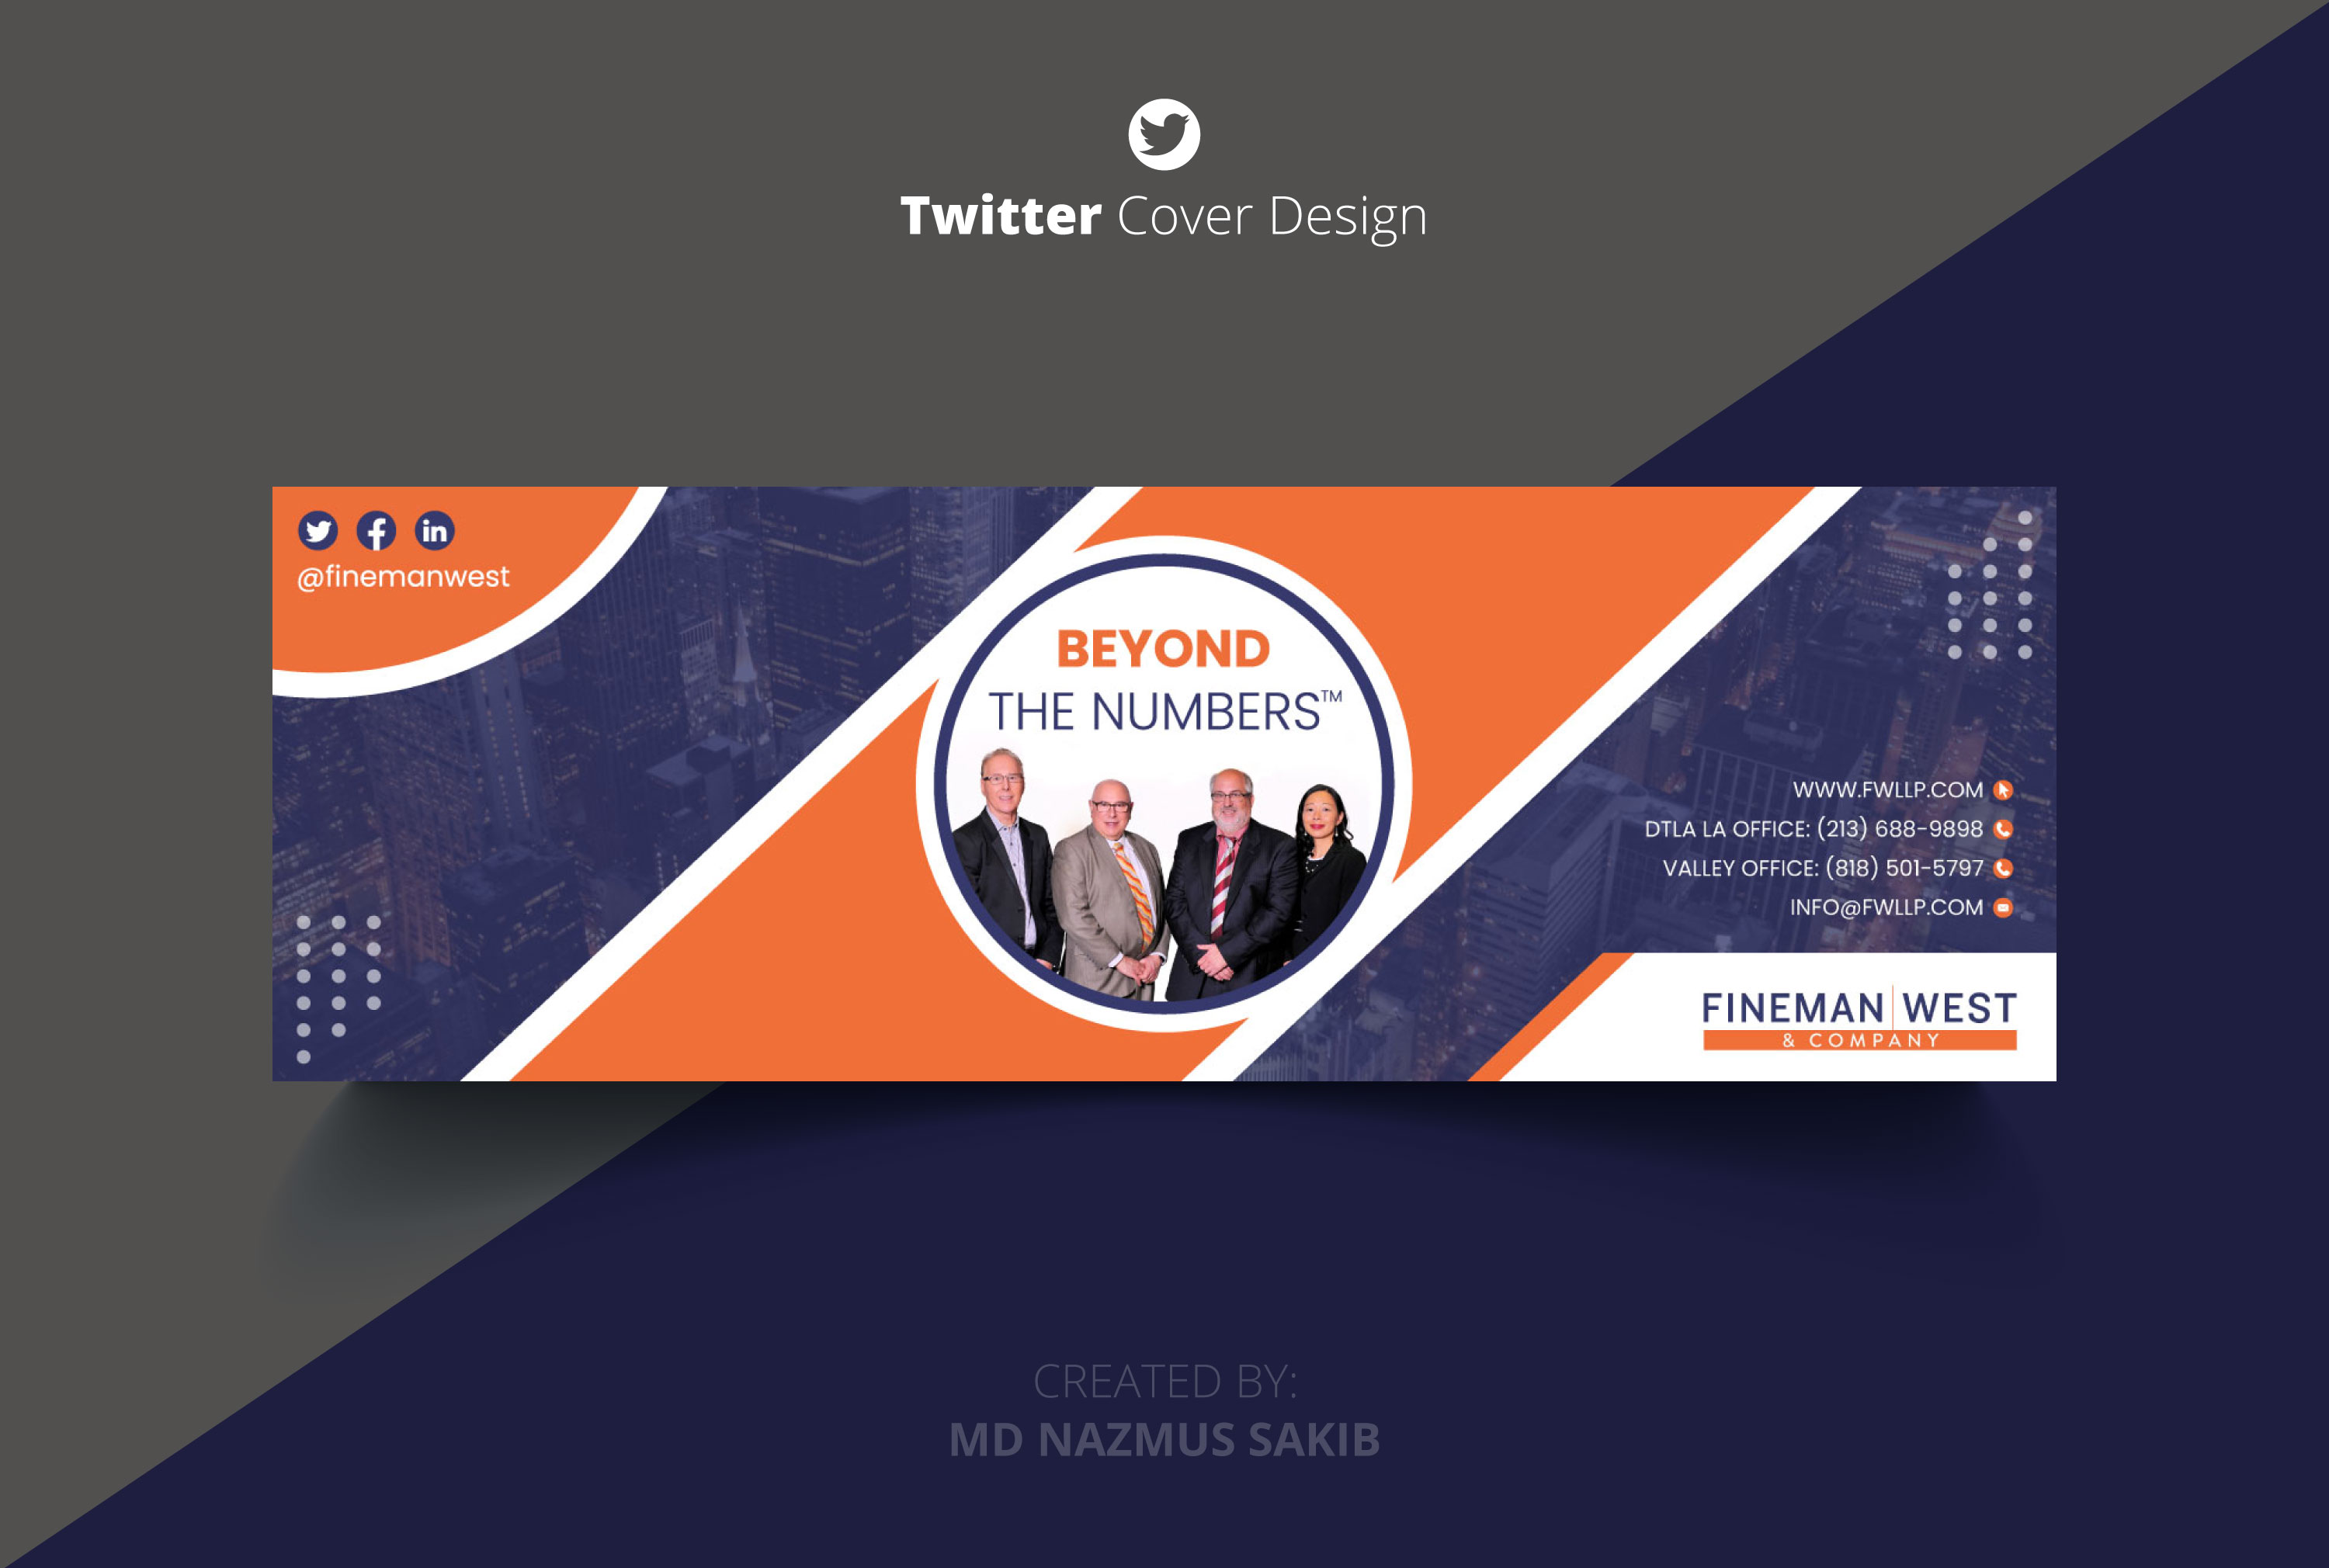 Twitter Cover Design
@finemanwest
BEYOND
THE NUMBERS™
WWW.FWLLP.COM
DTLA LA OFFICE: (213) 688-9898
VALLEY OFFICE: (818) 501-5797
INFO@FWLLP.COM
FINEMAN WEST
& COMPANY
CREATED BY:
MD NAZMUS SAKIB